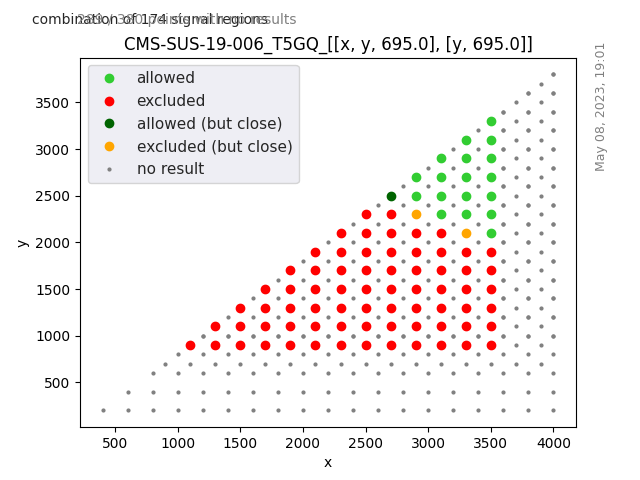 combination of 174 signal regions
CMS-SUS-19-006_T5GQ_[[x, y, 695.0], [y, 695.0]]
allowed
excluded
allowed (but close)
excluded (but close)
no result
May 08, 2023, 19:01
y
3500
3000
2500
2000
1500
1000
500
500 1000 1500 2000 2500 3000 3500 4000
x